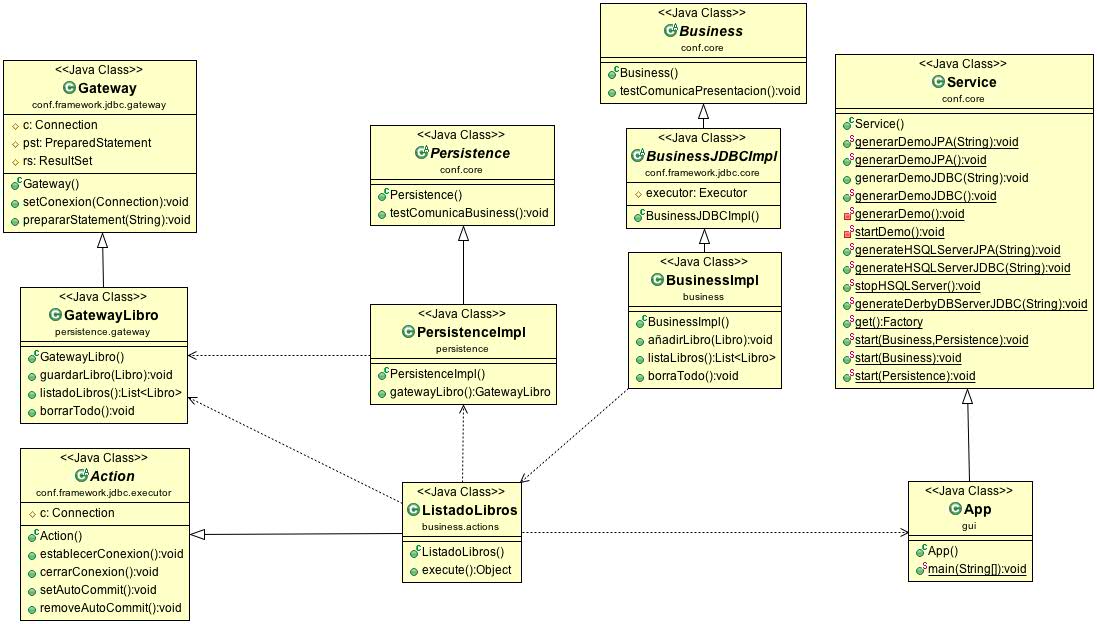 <<Java Class>>
Gateway
conf.framework.jdbc.gateway
c: Connection
pst: PreparedStatement
rs: ResultSet
Gateway()
setConexion(Connection):void
prepararStatement(String):void
<<Java Class>>
GatewayLibro
persistence.gateway
GatewayLibro()
guardarLibro(Libro):void
listadoLibros():List<Libro>
borrarTodo():void
<<Java Class>>
Action
conf.framework.jdbc.executor
c: Connection
Action()
establecerConexion():void
cerrarConexion():void
setAutoCommit():void
removeAutoCommit():void
<<Java Class>>
Persistence
conf.core
Persistence()
testComunicaBusiness():void
<<Java Class>>
PersistenceImpl
persistence
PersistenceImpl()
gatewayLibro():GatewayLibro
<<Java Class>>
ListadoLibros
business.actions
ListadoLibros()
execute():Object
<<Java Class>>
Business
conf.core
Business()
testComunicaPresentacion():void
<<Java Class>>
BusinessJDBCImpl
conf.framework.jdbc.core
executor: Executor
BusinessJDBCImpl()
<<Java Class>>
BusinessImpl
business
BusinessImpl()
añadirLibro(Libro):void
listaLibros():List<Libro>
borraTodo():void
<<Java Class>>
Service
conf.core
Service()
generarDemoJPA(String):void
generarDemoJPA():void
generarDemoJDBC(String):void
generarDemoJDBC():void
generarDemo():void
startDemo():void
generateHSQLServerJPA(String):void
generateHSQLServerJDBC(String):void
stopHSQLServer():void
generateDerbyDBServerJDBC(String):void
get():Factory
start(Business,Persistence):void
start(Business):void
start(Persistence):void
<<Java Class>>
App
gui
App()
main(String[]):void